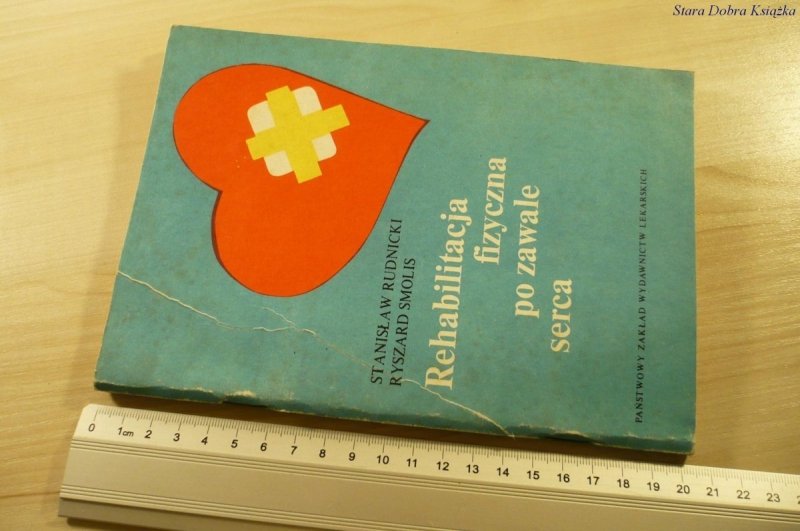 Stara Dobra Książka
STANISŁAW RUDNICKI
RYSZARD SMOLIS
Rehabilitacja
fizyczna
po zawale
serca
PAŃSTWOWY ZAKŁAD WYDAWNICTW LEKARSKICH
0 1cm 2 3 4 5 6 7 8 9 10 11 12 13 14 15 16 17 18 19 20 21 22 23 2